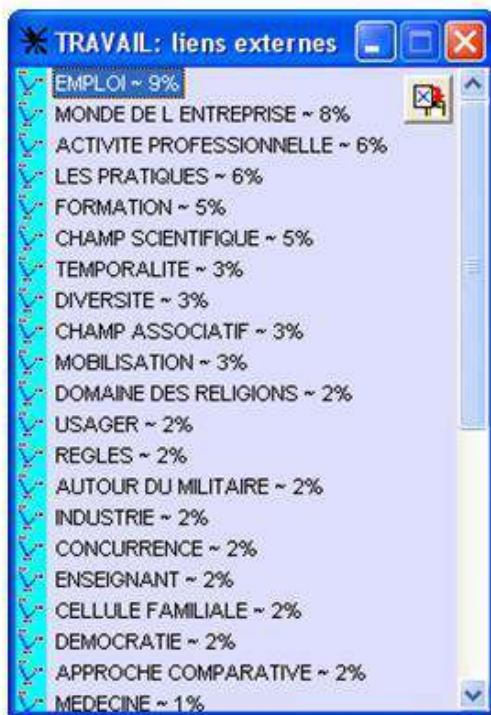 TRAVAIL: liens externes
EMPLOI ~ 9%
MONDE DE L ENTREPRISE ~ 8%
ACTIVITE PROFESSIONNELLE ~ 6%
LES PRATIQUES ~ 6%
FORMATION ~ 5%
CHAMP SCIENTIFIQUE ~ 5%
TEMPORALITE ~ 3%
DIVERSITE ~ 3%
CHAMP ASSOCIATIF ~ 3%
MOBILISATION ~ 3%
DOMAINE DES RELIGIONS ~ 2%
USAGER ~ 2%
REGLES ~ 2%
AUTOUR DU MILITAIRE ~ 2%
INDUSTRIE ~ 2%
CONCURRENCE ~ 2%
ENSEIGNANT ~ 2%
CELLULE FAMILIALE ~ 2%
DEMOCRATIE ~ 2%
APPROCHE COMPARATIVE ~ 2%
MEDECINE ~ 1%